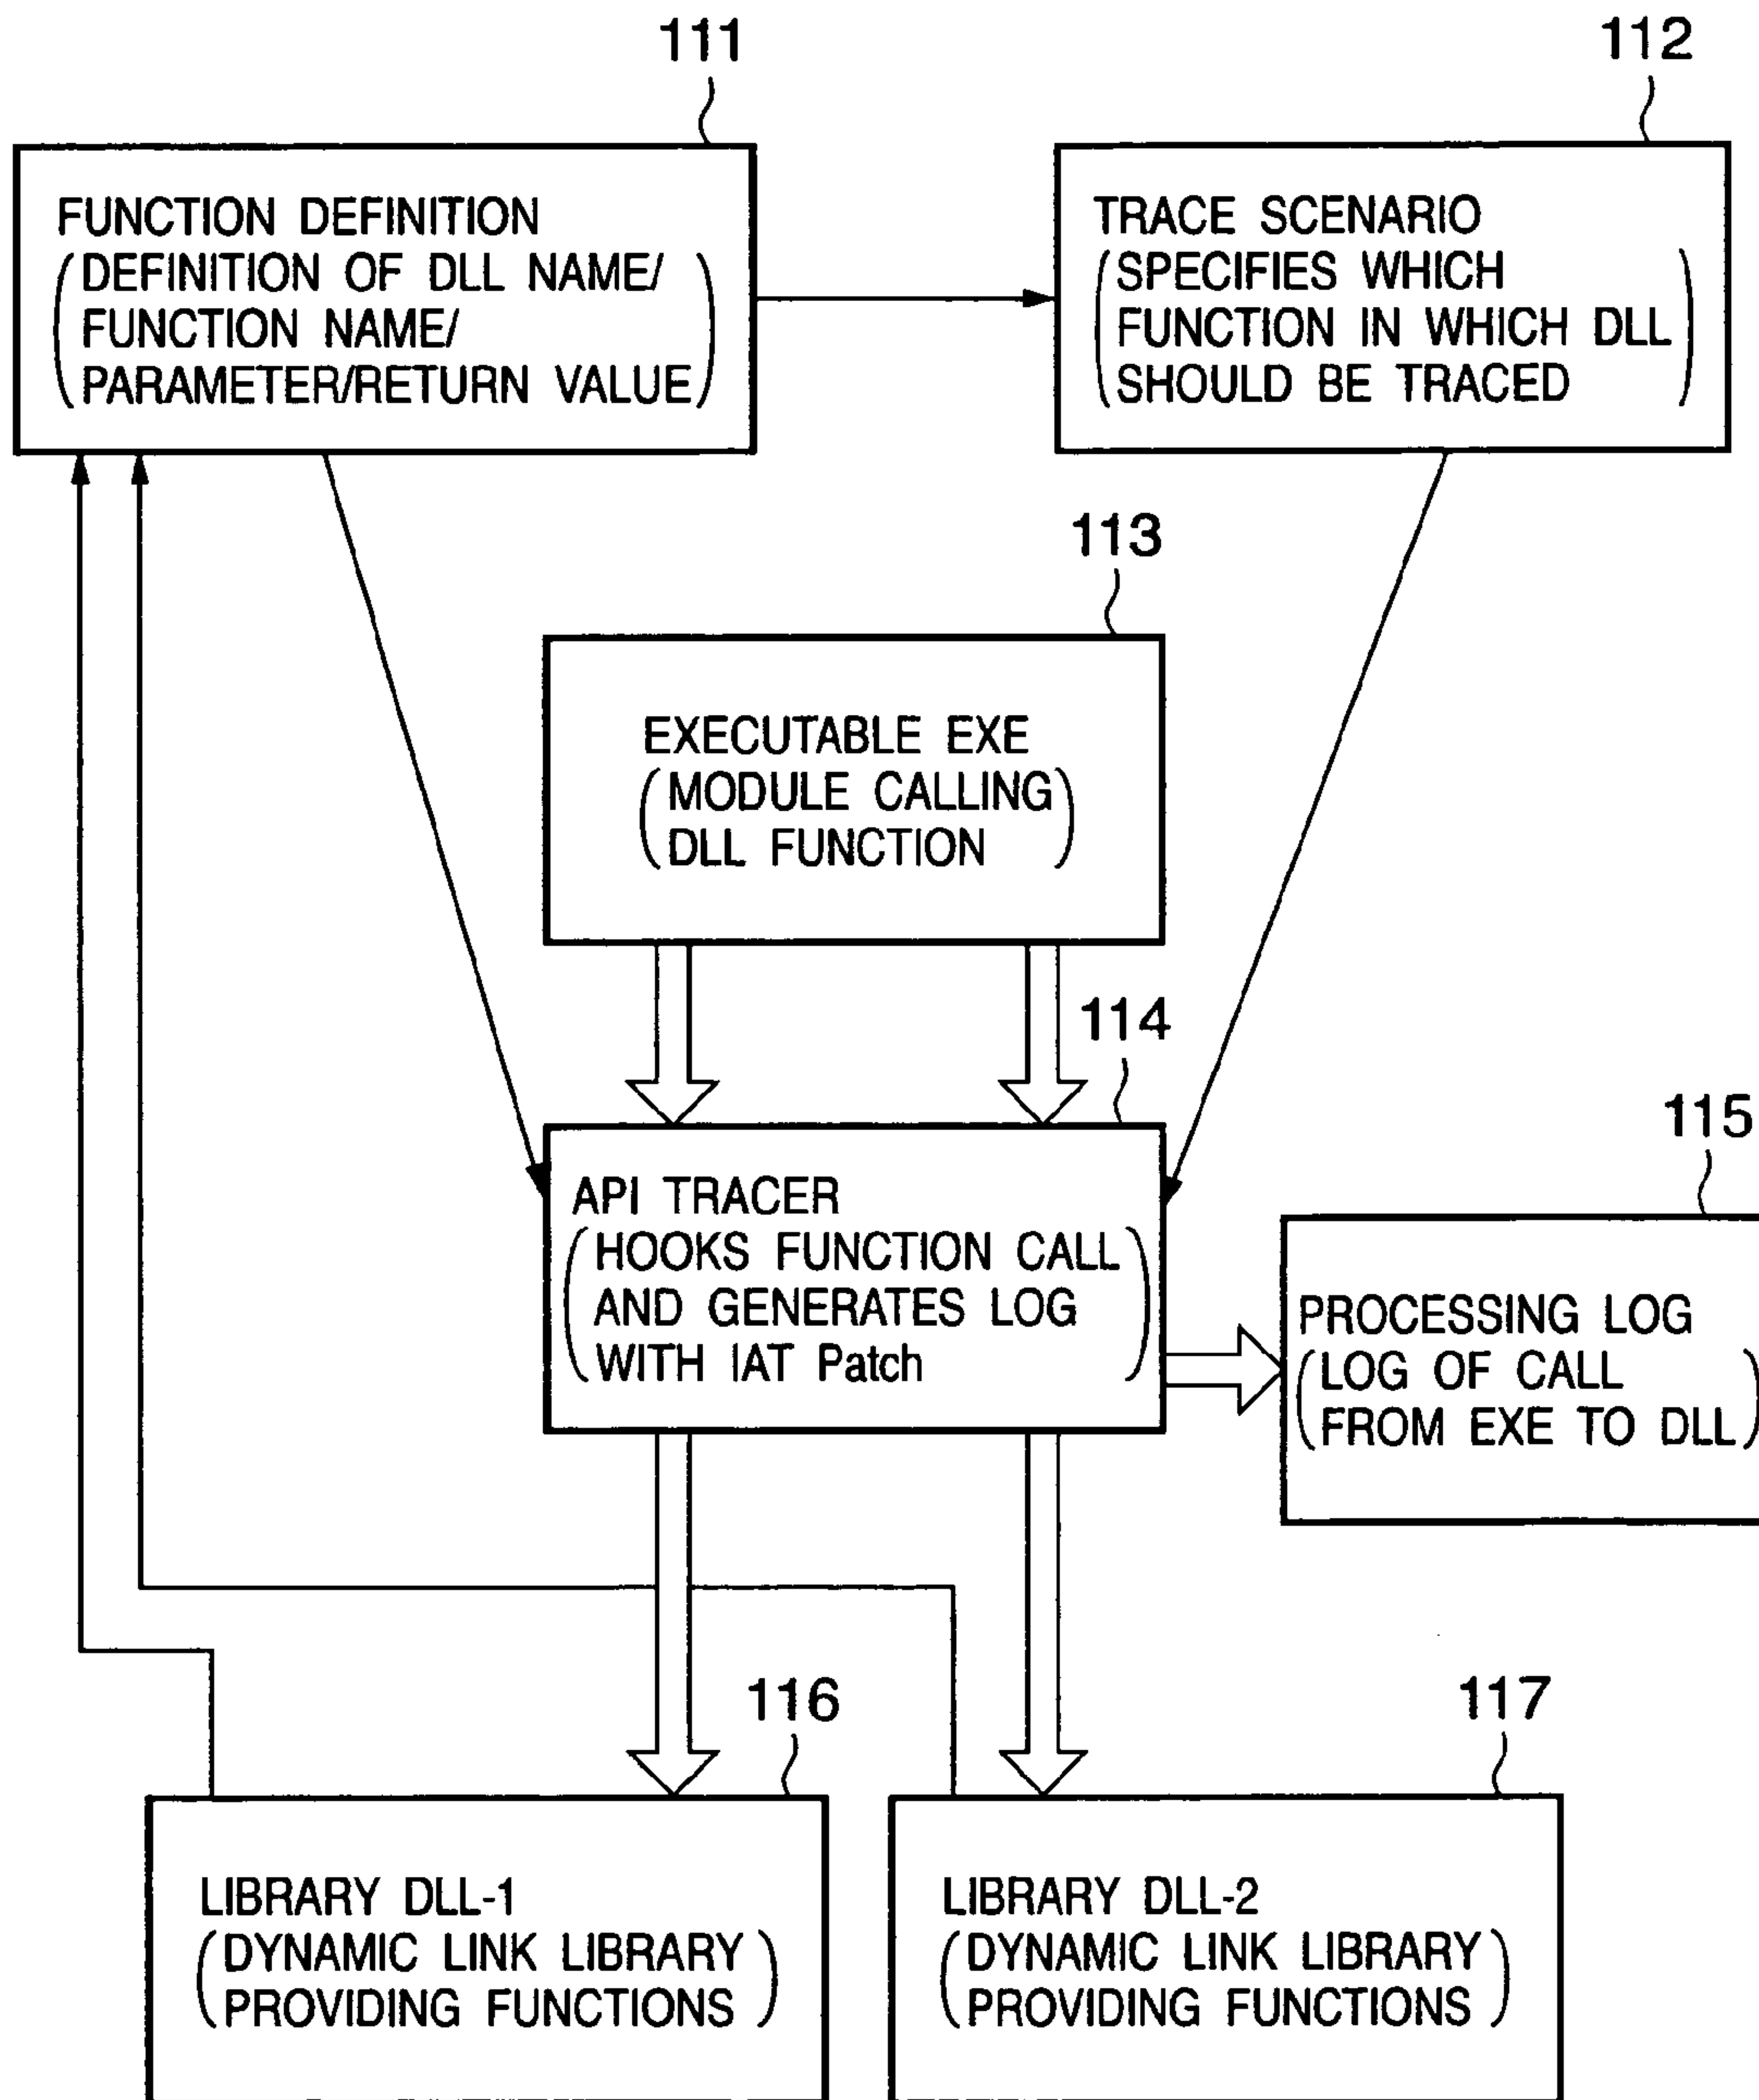 111
112
FUNCTION DEFINITION
(DEFINITION OF DLL NAME/
FUNCTION NAME/
PARAMETER/RETURN VALUE)
TRACE SCENARIO
(SPECIFIES WHICH
FUNCTION IN WHICH DLL
SHOULD BE TRACED)
113
EXECUTABLE EXE
(MODULE CALLING
DLL FUNCTION)
114
API TRACER
(HOOKS FUNCTION CALL
AND GENERATES LOG
WITH IAT Patch)
115
PROCESSING LOG
(LOG OF CALL
FROM EXE TO DLL)
116
117
LIBRARY DLL-1
(DYNAMIC LINK LIBRARY
PROVIDING FUNCTIONS)
LIBRARY DLL-2
(DYNAMIC LINK LIBRARY
PROVIDING FUNCTIONS)